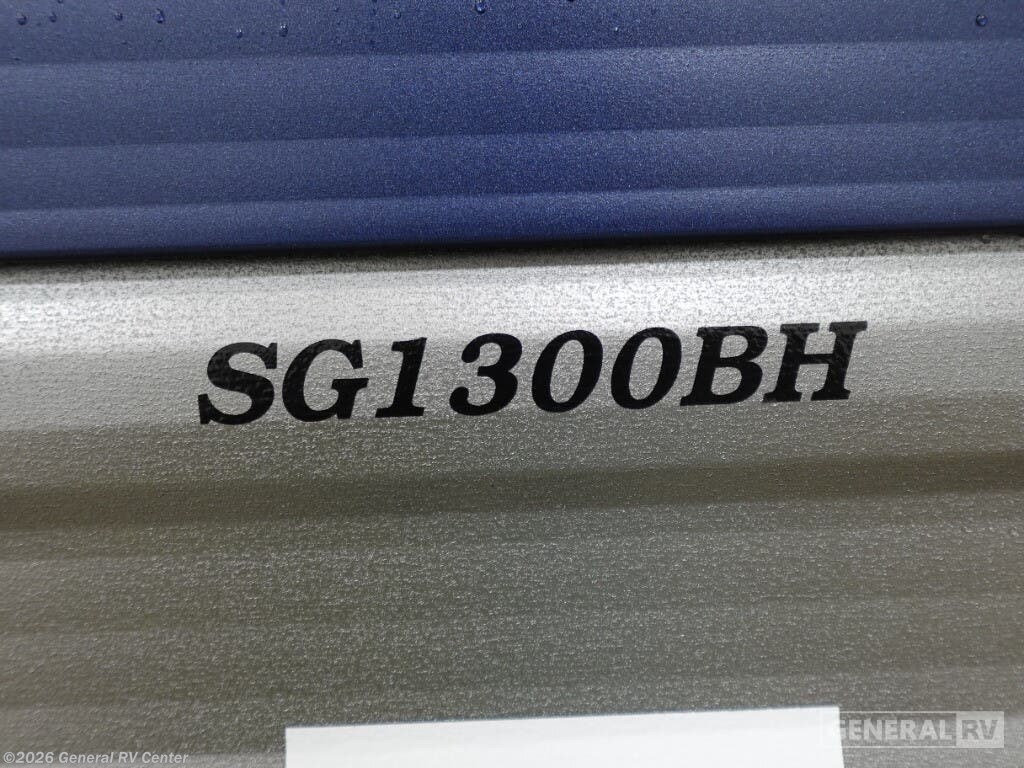 SG1300BH
GENERAL RV
©2026 General RV Center